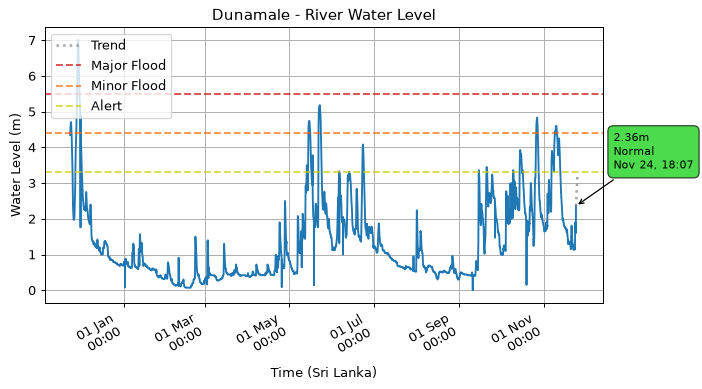 Dunamale - River Water Level
7
6
5
4
3
2
1
0
Water Level (m)
Trend
Major Flood
Minor Flood
Alert
2.36m
Normal
Nov 24, 18:07
01 Jan
00:00
01 Mar
00:00
01 May
00:00
01 Jul
00:00
01 Sep
00:00
01 Nov
00:00
Time (Sri Lanka)